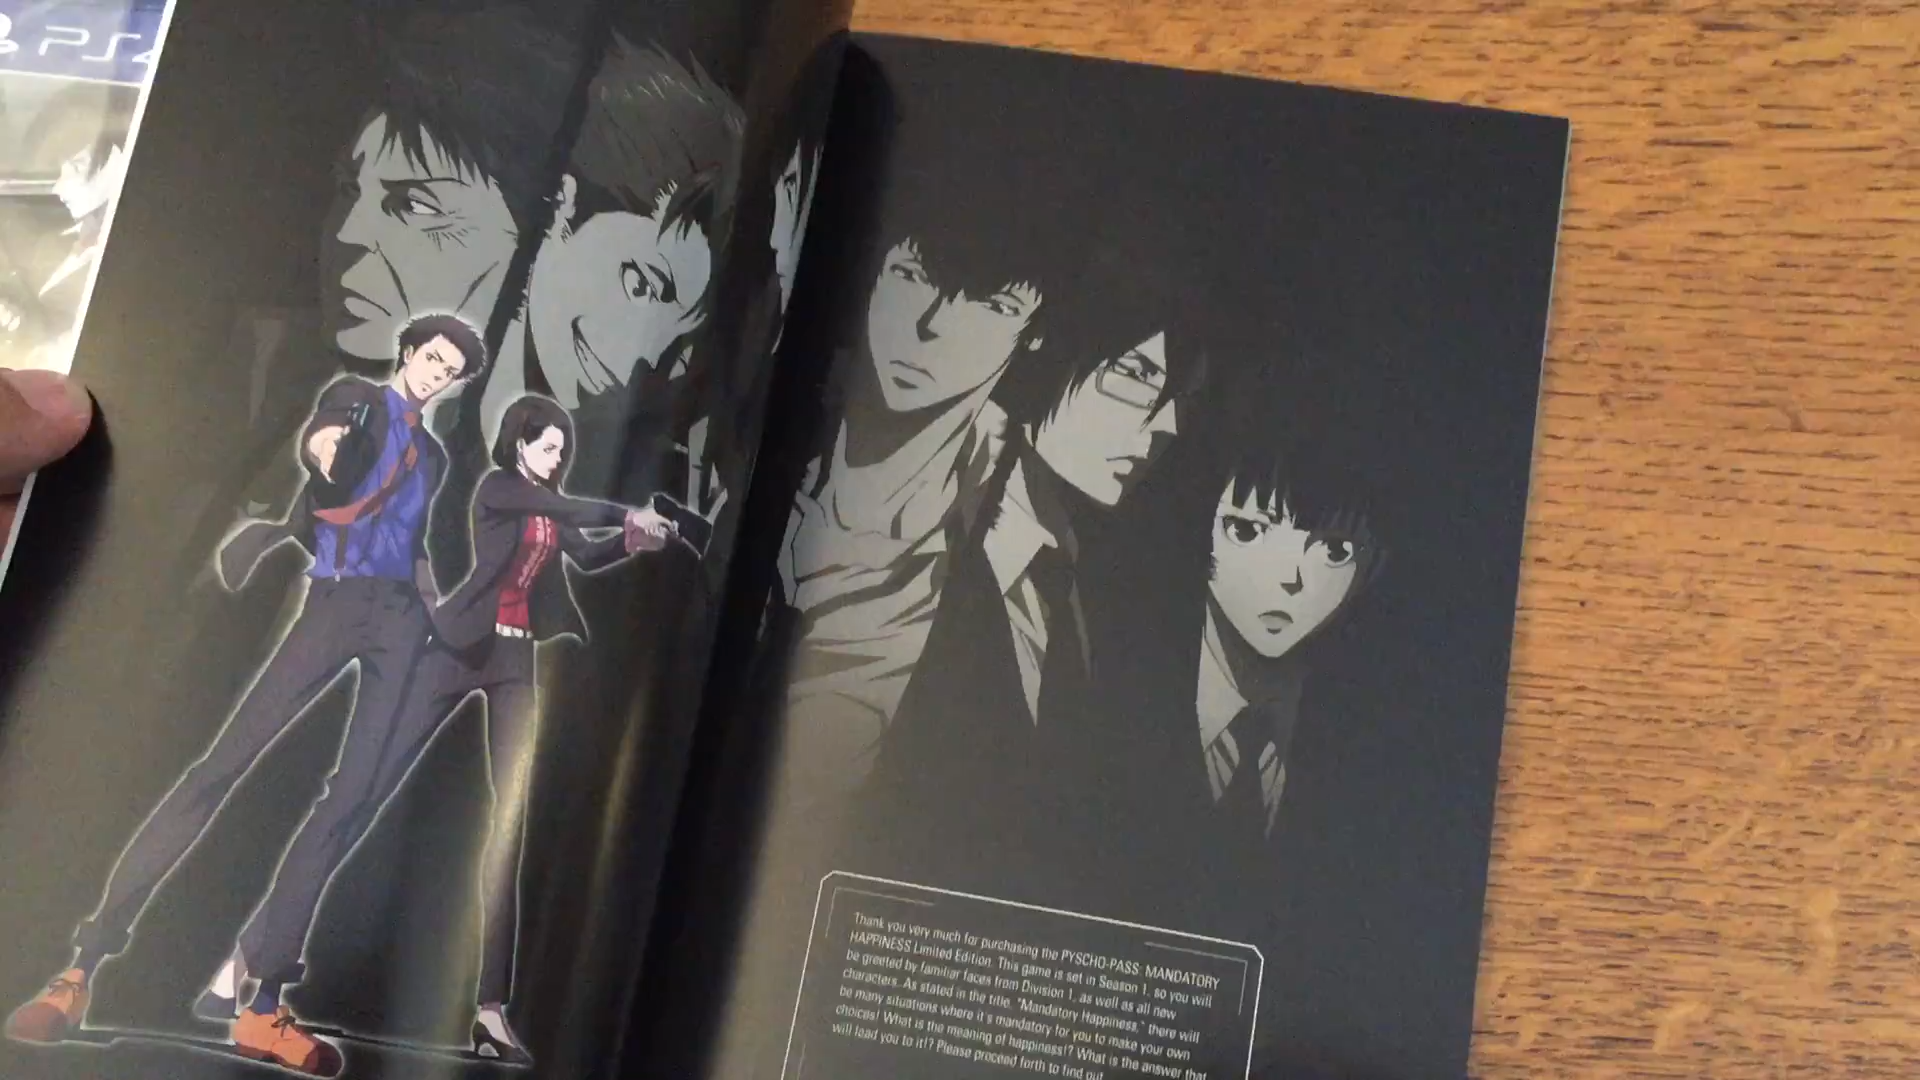 PS4
Thank you very much for purchasing the PYSCHO-PASS: MANDATORY
HAPPINESS Limited Edition. This game is set in Season 1, so you will
be greeted by familiar faces from Division 1, as well as all new
characters. As stated in the title, "Mandatory Happiness," there will
be many situations where it's mandatory for you to make your own
choices! What is the meaning of happiness!? What is the answer that
will lead you to it!? Please proceed forth to find out.